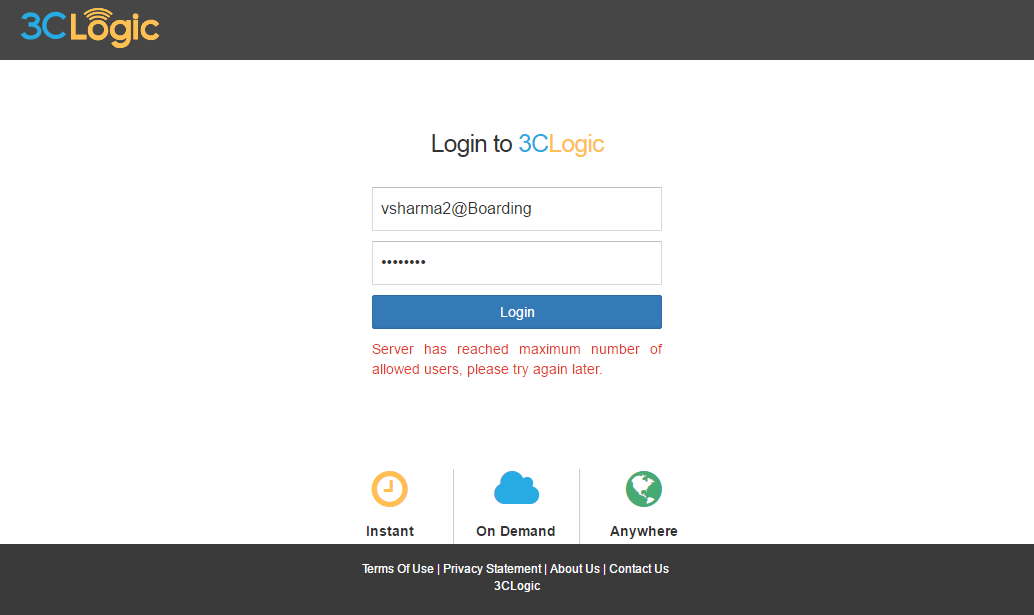 3CLogic
Login to 3CLogic
vsharma2@Boarding
••••••••
Login
Server has reached maximum number of
allowed users, please try again later.
Instant
On Demand
Anywhere
Terms Of Use | Privacy Statement | About Us | Contact Us
3CLogic